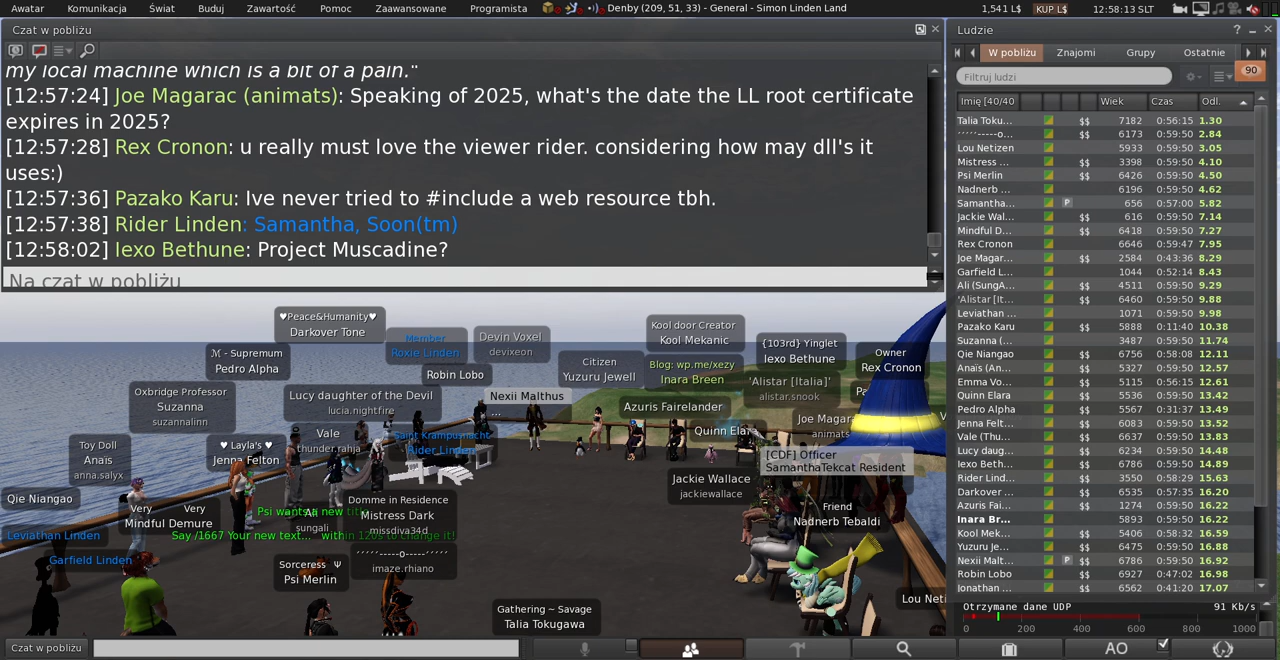 Awatar Komunikacja Świat Buduj Zawartość Pomoc Zaawansowane Programista Denby (209, 51, 33) - General - Simon Linden Land 1,541 L$ KUP L$ 12:58:13 SLT
Czat w pobliżu
my local machine which is a bit of a pain."
[12:57:24] Joe Magarac (animats): Speaking of 2025, what's the date the LL root certificate
expires in 2025?
[12:57:28] Rex Cronon: u really must love the viewer rider. considering how may dll's it
uses:)
[12:57:36] Pazako Karu: Ive never tried to #include a web resource tbh.
[12:57:38] Rider Linden: Samantha, Soon(tm)
[12:58:02] Iexo Bethune: Project Muscadine?
Na czat w pobliżu
♥Peace&Humanity♥
Darkover Tone
Member
Roxie Linden
Devin Voxel
devixeon
Kool door Creator
Kool Mekanic
{103rd} Yinglet
Iexo Bethune
Owner
Rex Cronon
ℳ - Supremum
Pedro Alpha
Robin Lobo
Citizen
Yuzuru Jewell
Blog: wp.me/xezy
Inara Breen
'Alistar [Italia]'
alistar.snook
Oxbridge Professor
Suzanna
suzannalinn
Lucy daughter of the Devil
lucia.nightfire
Nexii Malthus
...
Azuris Fairelander
Joe Magar
animats
Quinn Elara
Toy Doll
Anaïs
anna.salyx
♥ Layla's ♥
Jenna Felton
Vale
thunder.rahja
Saint Krampusnacht
Rider Linden
[CDF] Officer
SamanthaTekcat Resident
Jackie Wallace
jackiewallace
Qie Niangao
Very Very
Mindful Demure
Psi wants a new tit
Ali
sungali
Domme in Residence
Mistress Dark
missdiva34d
Friend
Nadnerb Tebaldi
Leviathan Linden
Say /1667 Your new text... within 120s to change it!
Garfield Linden
Sorceress Ψ
Psi Merlin
´´´´´-----o-----´´´´´
imaze.rhiano
Gathering ~ Savage
Talia Tokugawa
Lou Neti
Czat w pobliżu
AO
Ludzie
W pobliżu Znajomi Grupy Ostatnie
Filtruj ludzi
90
Imię [40/40 Wiek Czas Odl.
Talia Toku... $$ 7182 0:56:15 1.30
´´´´´-----o... $$ 6173 0:59:50 2.84
Lou Netizen 5933 0:59:50 3.05
Mistress ... $$ 3398 0:59:50 4.10
Psi Merlin $$ 6426 0:59:50 4.50
Nadnerb ... 6196 0:59:50 4.62
Samantha... P 656 0:57:00 5.82
Jackie Wal... $$ 616 0:59:50 7.14
Mindful D... $$ 6418 0:59:50 7.27
Rex Cronon 6646 0:59:47 7.95
Joe Magar... $$ 2584 0:43:36 8.29
Garfield L... 1044 0:52:14 8.43
Ali (SungA... $$ 4511 0:59:50 9.29
'Alistar [It... $$ 6460 0:59:50 9.88
Leviathan ... 1071 0:59:50 9.98
Pazako Karu $$ 5888 0:11:40 10.38
Suzanna (... 3487 0:59:50 11.74
Qie Niangao $$ 6756 0:58:08 12.11
Anaïs (An... $$ 5327 0:59:50 12.57
Emma Vo... $$ 5115 0:56:15 12.61
Quinn Elara $$ 5536 0:59:50 13.42
Pedro Alpha $$ 5567 0:31:37 13.49
Jenna Felt... $$ 6083 0:59:50 13.52
Vale (Thu... $$ 6637 0:59:50 13.83
Lucy daug... $$ 6234 0:59:50 14.48
Iexo Beth... $$ 6786 0:59:50 14.89
Rider Lind... $$ 3550 0:58:29 15.63
Darkover ... $$ 6535 0:57:35 16.20
Azuris Fai... $$ 1274 0:59:50 16.22
Inara Br... 5893 0:59:50 16.22
Kool Mek... $$ 5406 0:58:32 16.59
Yuzuru Je... $$ 6475 0:59:50 16.88
Nexii Malt... P $$ 6786 0:59:50 16.92
Robin Lobo $$ 6927 0:47:02 16.98
Jonathan ... $$ 6562 0:41:20 17.07
Otrzymane dane UDP 91 Kb/s
0 200 400 600 800 1000